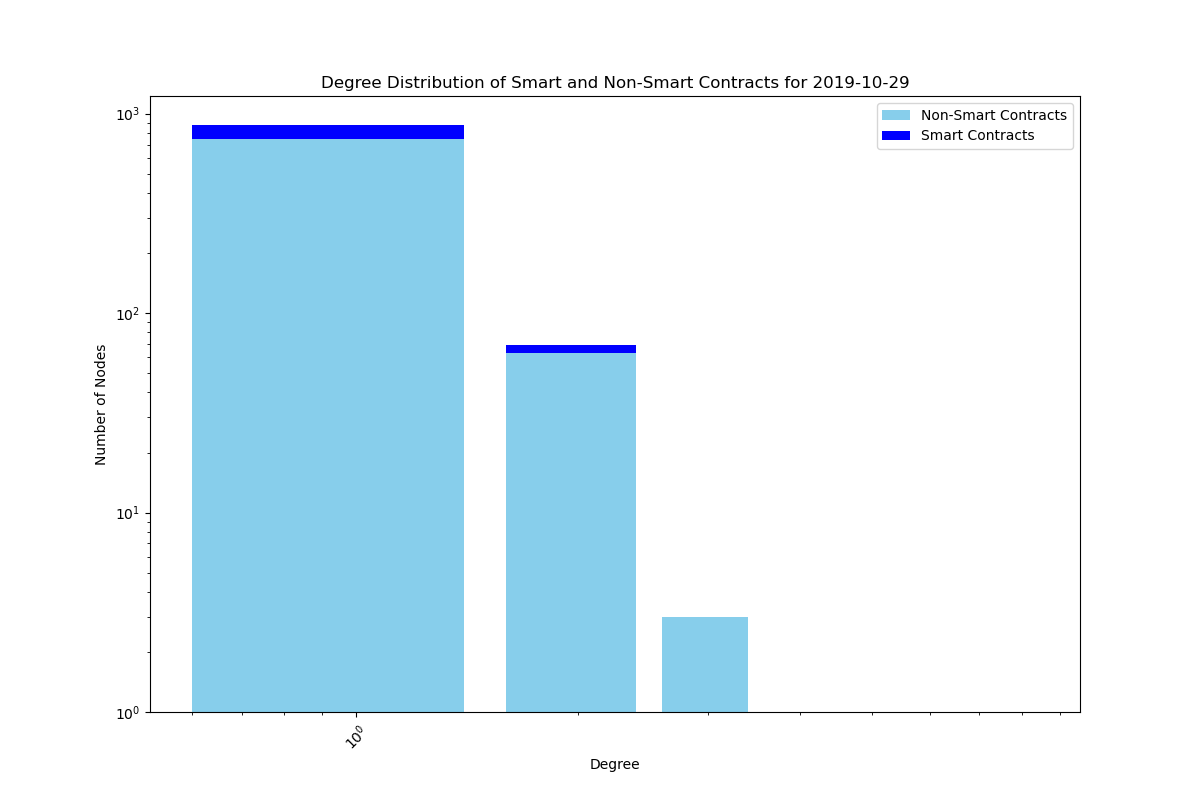 Degree Distribution of Smart and Non-Smart Contracts for 2019-10-29
Non-Smart Contracts
Smart Contracts
10³
10²
10¹
10⁰
Number of Nodes
10⁰
Degree